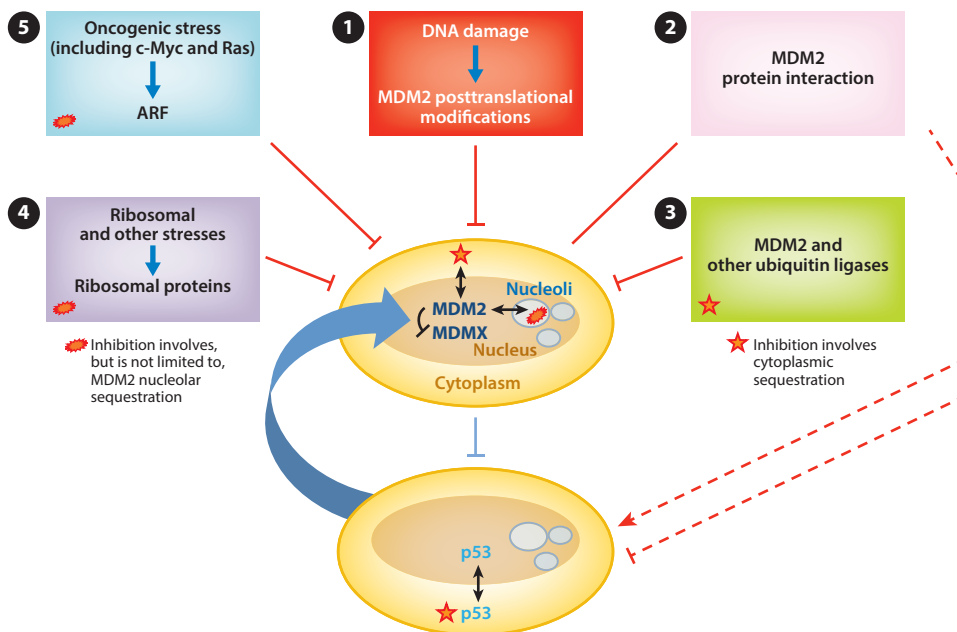 5
Oncogenic stress
(including c-Myc and Ras)
ARF
1
DNA damage
MDM2 posttranslational
modifications
2
MDM2
protein interaction
4
Ribosomal
and other stresses
Ribosomal proteins
3
MDM2 and
other ubiquitin ligases
Inhibition involves,
but is not limited to,
MDM2 nucleolar
sequestration
Inhibition involves
cytoplasmic
sequestration
Nucleoli
MDM2
MDMX
Nucleus
Cytoplasm
p53
p53